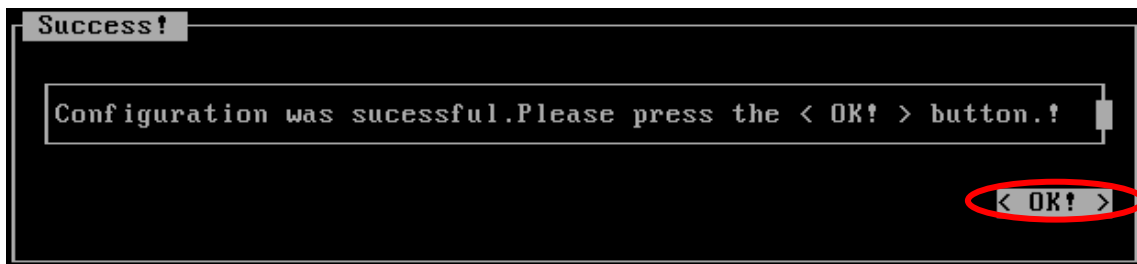 Success!
Configuration was sucessful.Please press the < OK! > button.!
< OK! >